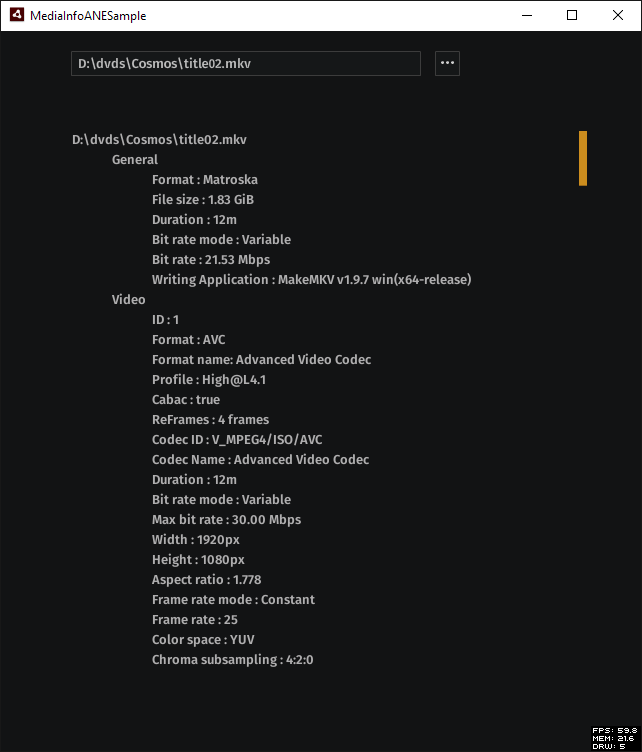 MediaInfoANESample
D:\dvds\Cosmos\title02.mkv
•••
D:\dvds\Cosmos\title02.mkv
General
Format : Matroska
File size : 1.83 GiB
Duration : 12m
Bit rate mode : Variable
Bit rate : 21.53 Mbps
Writing Application : MakeMKV v1.9.7 win(x64-release)
Video
ID : 1
Format : AVC
Format name: Advanced Video Codec
Profile : High@L4.1
Cabac : true
ReFrames : 4 frames
Codec ID : V_MPEG4/ISO/AVC
Codec Name : Advanced Video Codec
Duration : 12m
Bit rate mode : Variable
Max bit rate : 30.00 Mbps
Width : 1920px
Height : 1080px
Aspect ratio : 1.778
Frame rate mode : Constant
Frame rate : 25
Color space : YUV
Chroma subsampling : 4:2:0
FPS: 59.8
MEM: 21.6
DRW: 5